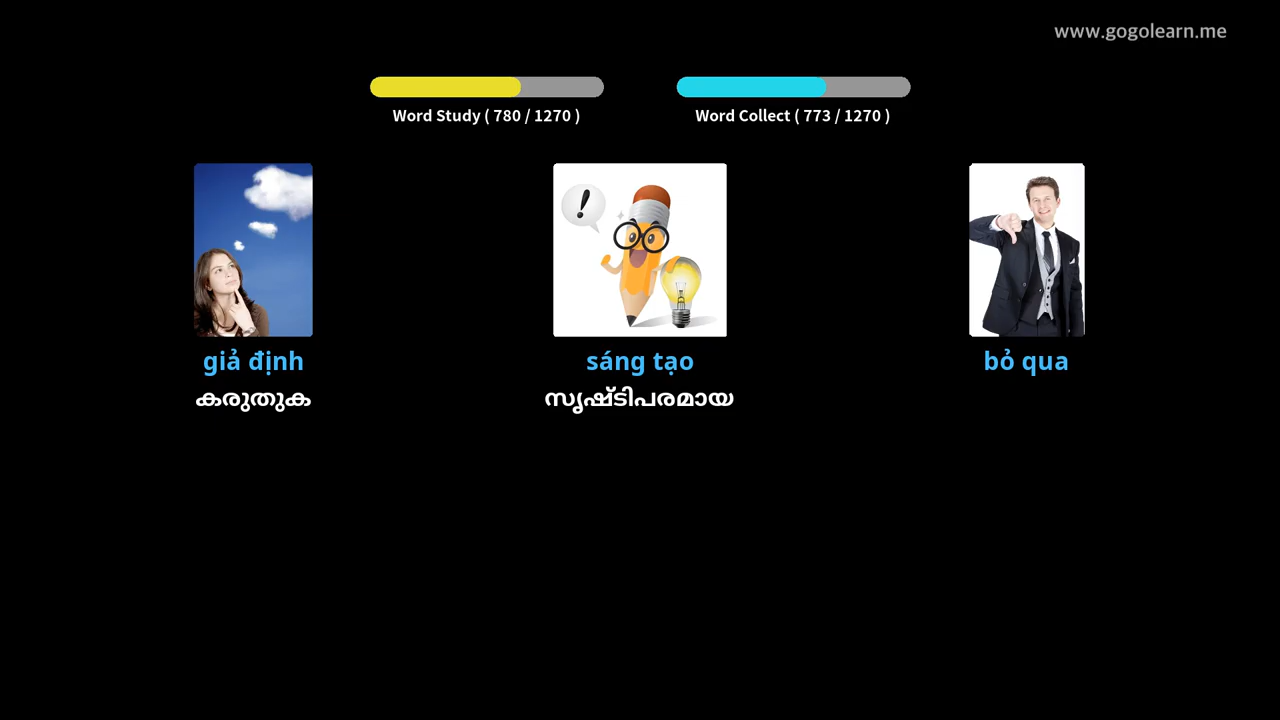 www.gogolearn.me
Word Study ( 780 / 1270 )
Word Collect ( 773 / 1270 )
giả định
sáng tạo
bỏ qua
കരുതുക
സൃഷ്ടിപരമായ